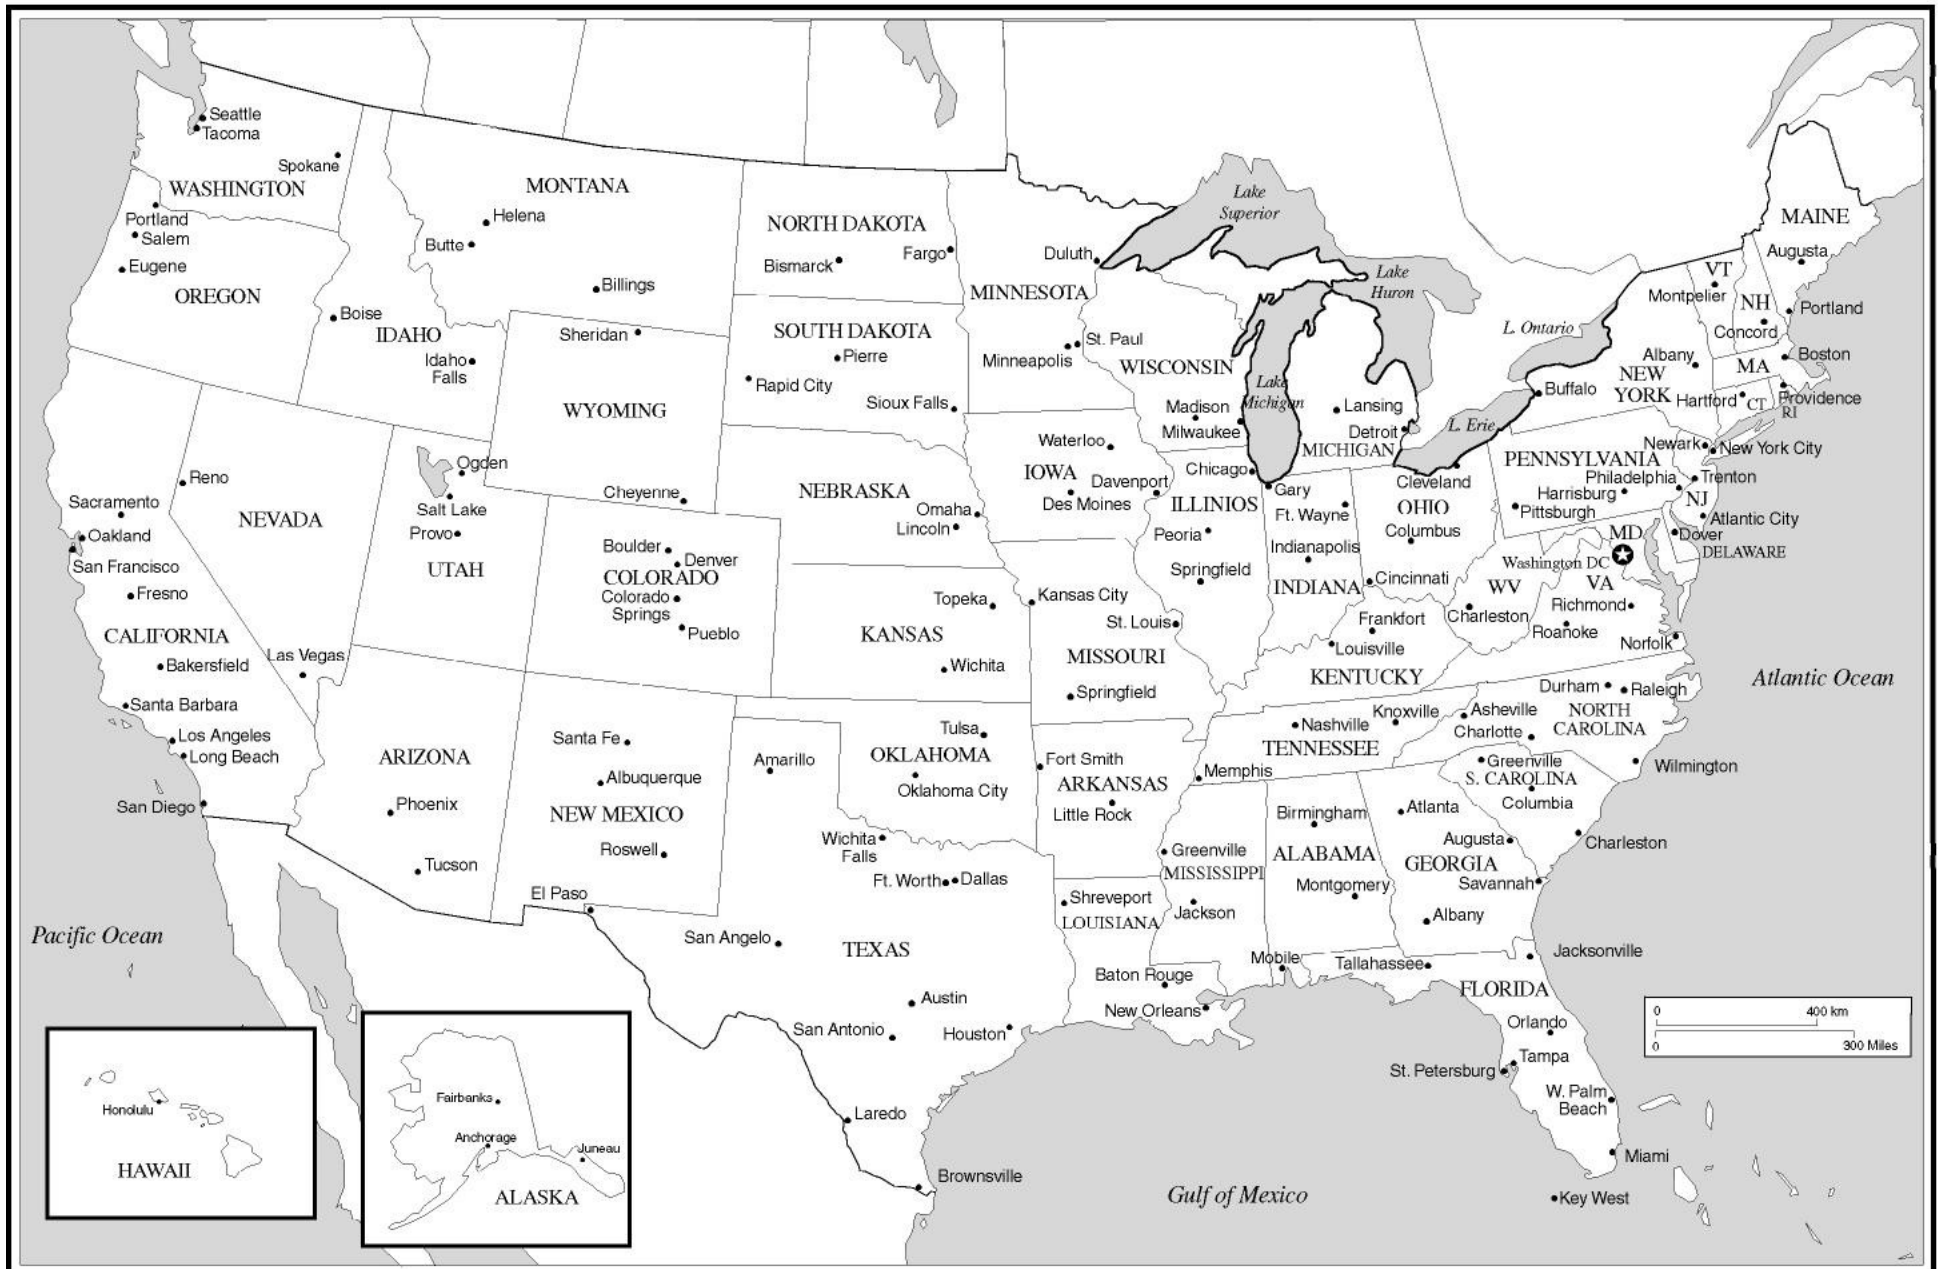 Seattle
Tacoma
Spokane
WASHINGTON
Portland
Salem
Eugene
OREGON
Boise
IDAHO
Idaho
Falls
MONTANA
Helena
Butte
Billings
Sheridan
WYOMING
Cheyenne
NORTH DAKOTA
Bismarck
Fargo
SOUTH DAKOTA
Pierre
Rapid City
Sioux Falls
NEBRASKA
Omaha
Lincoln
Duluth
MINNESOTA
St. Paul
Minneapolis
WISCONSIN
Madison
Milwaukee
Lake
Superior
Lake
Huron
Lake
Michigan
L. Ontario
L. Erie
Lansing
Detroit
MICHIGAN
Waterloo
IOWA
Davenport
Des Moines
Chicago
ILLINIOS
Peoria
Springfield
Gary
Ft. Wayne
Indianapolis
INDIANA
Cleveland
OHIO
Columbus
Cincinnati
MAINE
Augusta
VT
Montpelier
NH
Concord
Portland
Boston
MA
Albany
NEW
YORK
Buffalo
Hartford
CT
Providence
RI
Newark
New York City
PENNSYLVANIA
Philadelphia
Trenton
Harrisburg
NJ
Pittsburgh
Atlantic City
MD
Dover
DELAWARE
Washington DC
WV
VA
Charleston
Richmond
Roanoke
Norfolk
Frankfort
Louisville
KENTUCKY
Sacramento
Oakland
San Francisco
Fresno
CALIFORNIA
Bakersfield
Santa Barbara
Los Angeles
Long Beach
San Diego
Reno
NEVADA
Las Vegas
Ogden
Salt Lake
Provo
UTAH
Boulder
Denver
COLORADO
Colorado
Springs
Pueblo
Topeka
KANSAS
Wichita
Kansas City
St. Louis
MISSOURI
Springfield
ARIZONA
Phoenix
Tucson
Santa Fe
Albuquerque
NEW MEXICO
Roswell
El Paso
Amarillo
Tulsa
OKLAHOMA
Oklahoma City
Wichita
Falls
Ft. Worth
Dallas
San Angelo
TEXAS
Austin
San Antonio
Houston
Laredo
Brownsville
Fort Smith
ARKANSAS
Little Rock
Shreveport
LOUISIANA
Baton Rouge
New Orleans
Nashville
Knoxville
TENNESSEE
Memphis
Greenville
MISSISSIPPI
Jackson
Birmingham
ALABAMA
Montgomery
Mobile
Durham
Raleigh
Asheville
NORTH
CAROLINA
Charlotte
Wilmington
Greenville
S. CAROLINA
Columbia
Charleston
Atlanta
Augusta
GEORGIA
Savannah
Albany
Tallahassee
Jacksonville
FLORIDA
Orlando
Tampa
St. Petersburg
W. Palm
Beach
Miami
Key West
Atlantic Ocean
Pacific Ocean
Gulf of Mexico
Honolulu
HAWAII
Fairbanks
Anchorage
Juneau
ALASKA
0 400 km
0 300 Miles